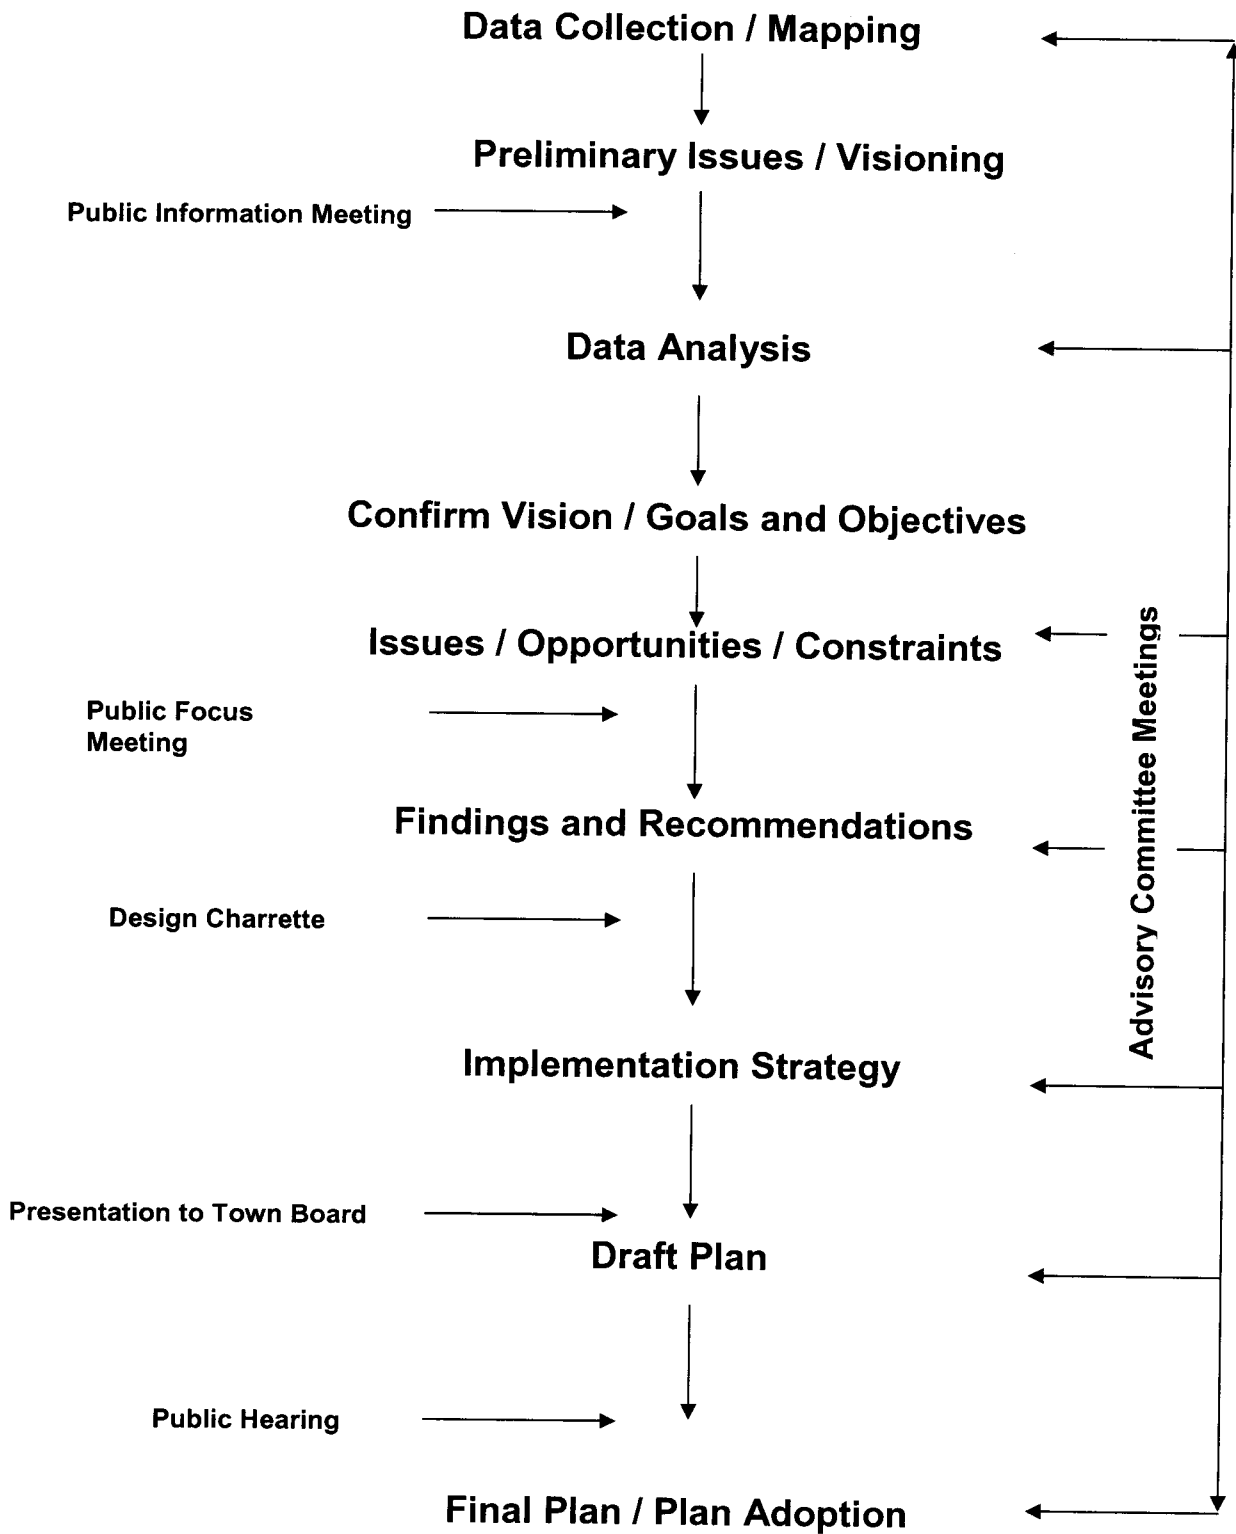 Data Collection / Mapping
Preliminary Issues / Visioning
Public Information Meeting
Data Analysis
Confirm Vision / Goals and Objectives
Issues / Opportunities / Constraints
Public Focus
Meeting
Findings and Recommendations
Design Charrette
Implementation Strategy
Presentation to Town Board
Draft Plan
Public Hearing
Final Plan / Plan Adoption
Advisory Committee Meetings